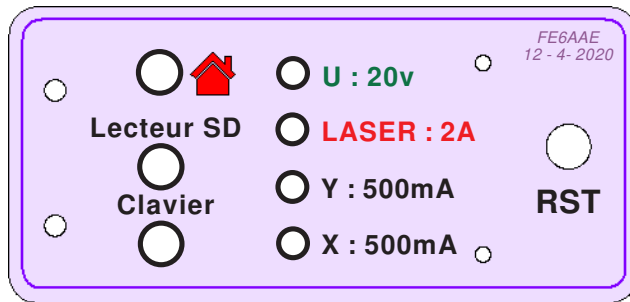 FE6AAE
12 - 4- 2020
U : 20v
Lecteur SD
LASER : 2A
Clavier
Y : 500mA
RST
X : 500mA